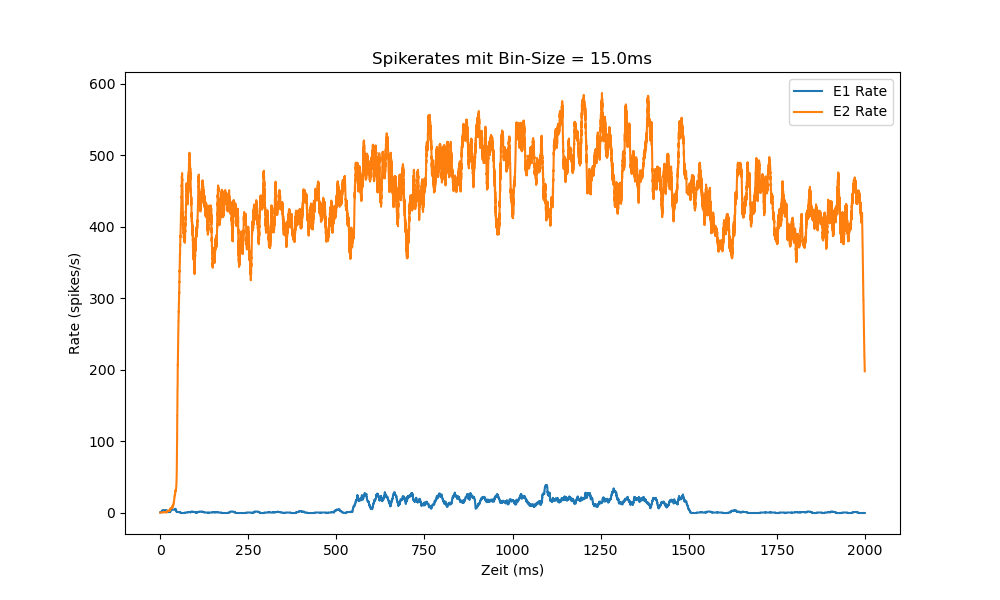 Spikerates mit Bin-Size = 15.0ms
E1 Rate
E2 Rate
Rate (spikes/s)
600
500
400
300
200
100
0
0 250 500 750 1000 1250 1500 1750 2000
Zeit (ms)